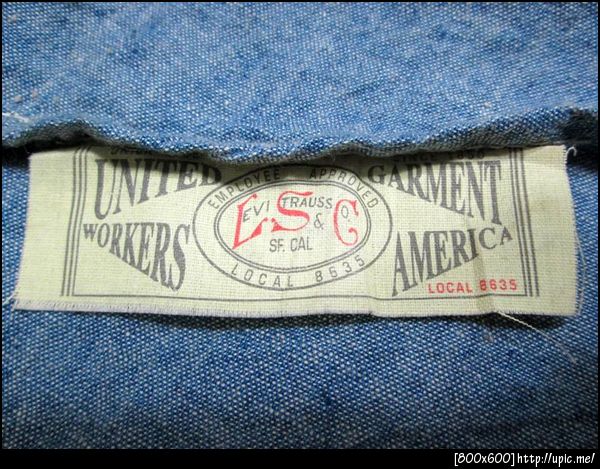 UNITED GARMENT
WORKERS AMERICA
EMPLOYEE APPROVED
LEVI STRAUSS & CO
SF. CAL
LOCAL 8635
LOCAL 8635
[800x600]http://upic.me/